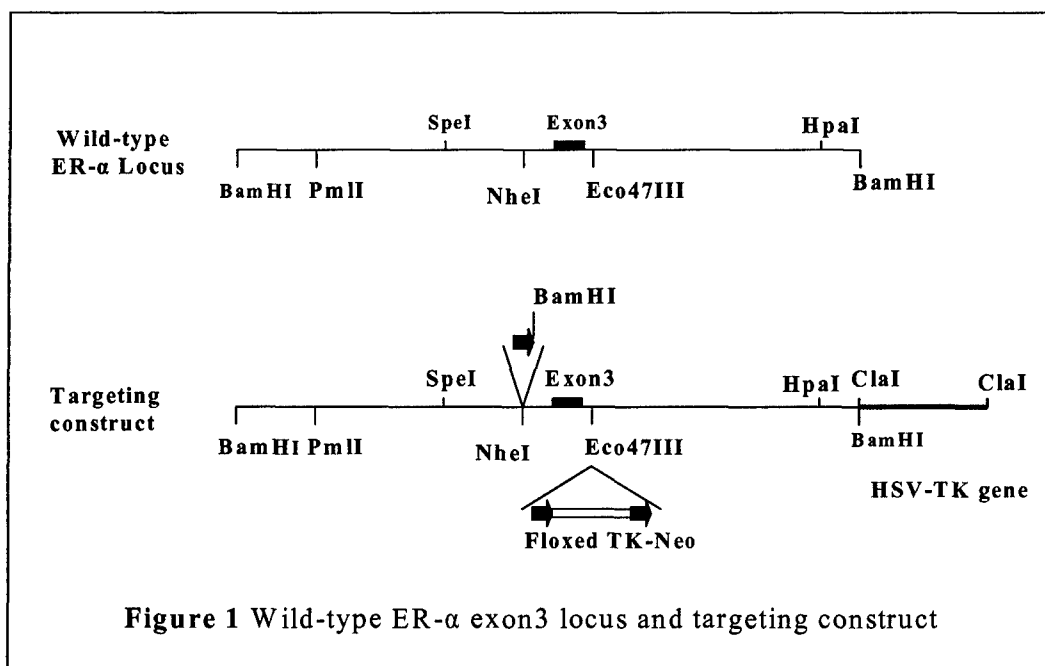 SpeI Exon3 HpaI
Wild-type
ER-α Locus
BamHI PmlI NheI Eco47III BamHI
BamHI
SpeI Exon3 HpaI ClaI ClaI
Targeting
construct
BamHI PmlI NheI Eco47III BamHI
HSV-TK gene
Floxed TK-Neo
Figure 1 Wild-type ER-α exon3 locus and targeting construct